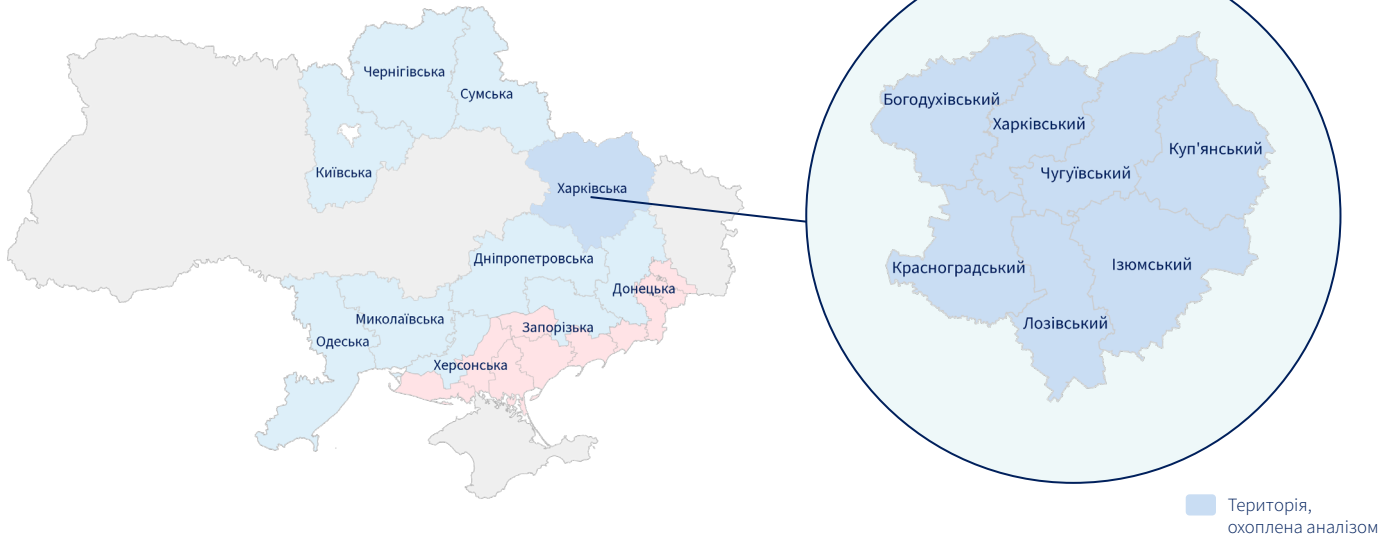 Чернігівська
Сумська
Київська
Харківська
Дніпропетровська
Донецька
Миколаївська
Запорізька
Одеська
Херсонська
Богодухівський
Харківський
Куп'янський
Чугуївський
Красноградський
Ізюмський
Лозівський
Територія,
охоплена аналізом